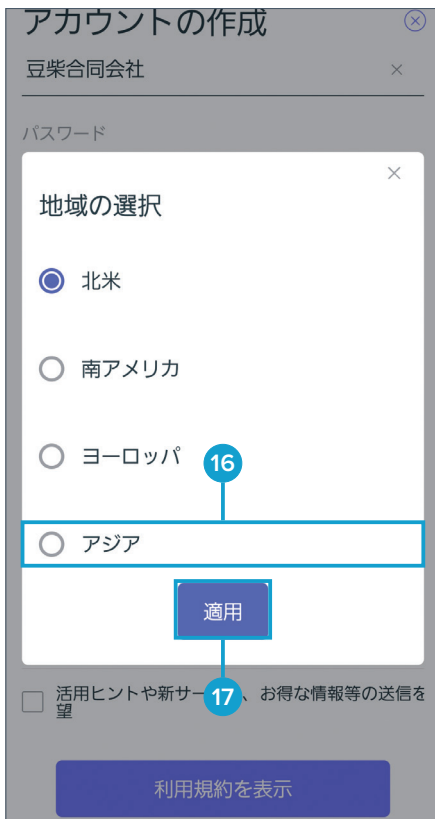 アカウントの作成
豆柴合同会社
パスワード
地域の選択
北米
南アメリカ
ヨーロッパ
16
アジア
適用
活用ヒントや新サー
17
、お得な情報等の送信を
望
利用規約を表示